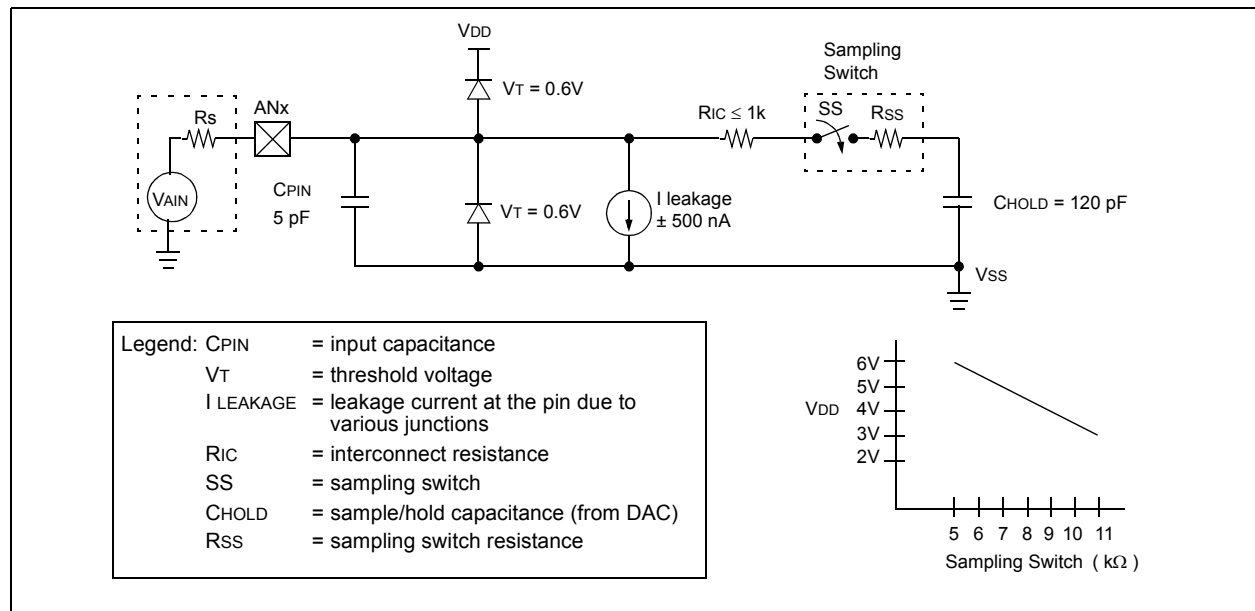 VDD
Sampling
Switch
VT = 0.6V
ANx
Rs
RIC ≤ 1k
SS
RSS
VAIN
CPIN
5 pF
VT = 0.6V
I leakage
± 500 nA
CHOLD = 120 pF
VSS
Legend: CPIN = input capacitance
VT = threshold voltage
I LEAKAGE = leakage current at the pin due to
various junctions
RIC = interconnect resistance
SS = sampling switch
CHOLD = sample/hold capacitance (from DAC)
RSS = sampling switch resistance
6V
5V
VDD 4V
3V
2V
5 6 7 8 9 10 11
Sampling Switch ( kΩ )